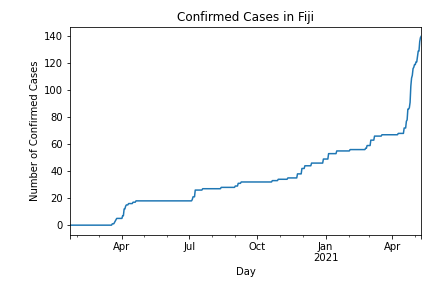 Confirmed Cases in Fiji
Number of Confirmed Cases
140
120
100
80
60
40
20
0
Apr
Jul
Oct
Jan
2021
Apr
Day